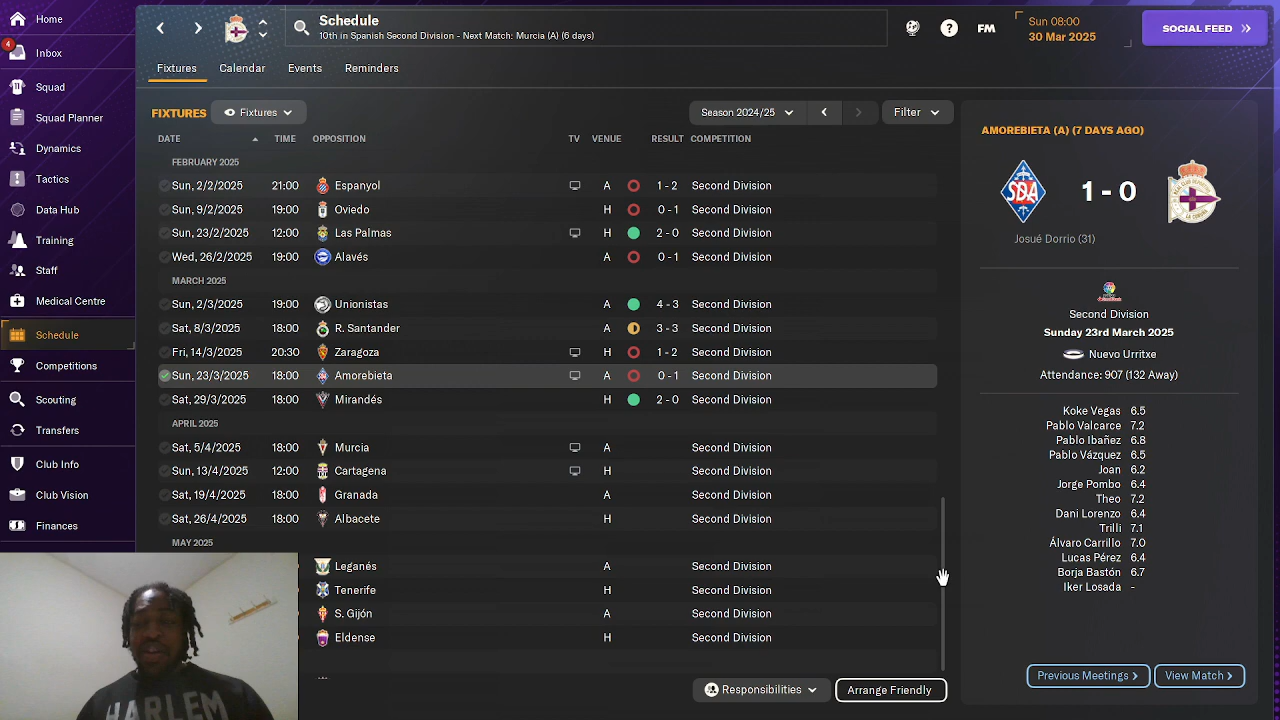 Home
4
Inbox
Squad
Squad Planner
Dynamics
Tactics
Data Hub
Training
Staff
Medical Centre
Schedule
Competitions
Scouting
Transfers
Club Info
Club Vision
Finances
Schedule
10th in Spanish Second Division - Next Match: Murcia (A) (6 days)
? FM
Sun 08:00
30 Mar 2025
SOCIAL FEED
Fixtures Calendar Events Reminders
FIXTURES Fixtures Season 2024/25 Filter
DATE TIME OPPOSITION TV VENUE RESULT COMPETITION
FEBRUARY 2025
Sun, 2/2/2025 21:00 Espanyol A 1 - 2 Second Division
Sun, 9/2/2025 19:00 Oviedo H 0 - 1 Second Division
Sun, 23/2/2025 12:00 Las Palmas H 2 - 0 Second Division
Wed, 26/2/2025 19:00 Alavés A 0 - 1 Second Division
MARCH 2025
Sun, 2/3/2025 19:00 Unionistas A 4 - 3 Second Division
Sat, 8/3/2025 18:00 R. Santander A 3 - 3 Second Division
Fri, 14/3/2025 20:30 Zaragoza H 1 - 2 Second Division
Sun, 23/3/2025 18:00 Amorebieta A 0 - 1 Second Division
Sat, 29/3/2025 18:00 Mirandés H 2 - 0 Second Division
APRIL 2025
Sat, 5/4/2025 18:00 Murcia A Second Division
Sun, 13/4/2025 12:00 Cartagena H Second Division
Sat, 19/4/2025 18:00 Granada A Second Division
Sat, 26/4/2025 18:00 Albacete H Second Division
MAY 2025
Leganés A Second Division
Tenerife H Second Division
S. Gijón A Second Division
Eldense H Second Division
Responsibilities Arrange Friendly
AMOREBIETA (A) (7 DAYS AGO)
SDA 1 - 0
Josué Dorrio (31)
Second Division
Sunday 23rd March 2025
Nuevo Urritxe
Attendance: 907 (132 Away)
Koke Vegas 6.5
Pablo Valcarce 7.2
Pablo Ibañez 6.8
Pablo Vázquez 6.5
Joan 6.2
Jorge Pombo 6.4
Theo 7.2
Dani Lorenzo 6.4
Trilli 7.1
Álvaro Carrillo 7.0
Lucas Pérez 6.4
Borja Bastón 6.7
Iker Losada -
Previous Meetings View Match
HARLEM